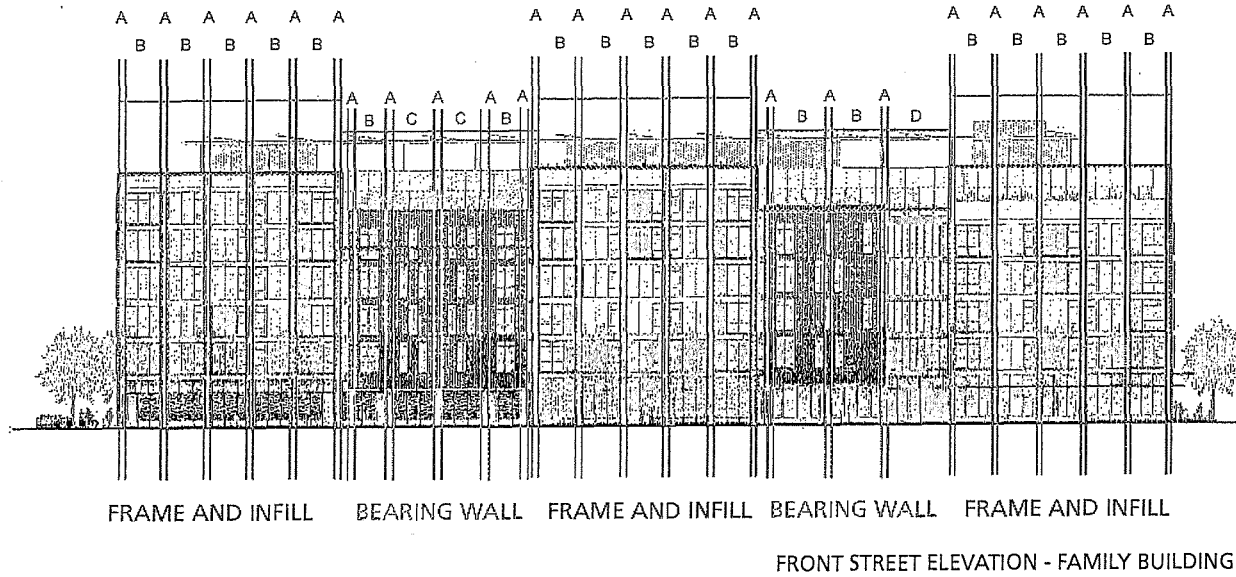 A A A A A A A A A A A A A A A A A A
B B B B B B B B B B B B B B B
A A A A A A A A
B C C B B B D
FRAME AND INFILL BEARING WALL FRAME AND INFILL BEARING WALL FRAME AND INFILL
FRONT STREET ELEVATION - FAMILY BUILDING